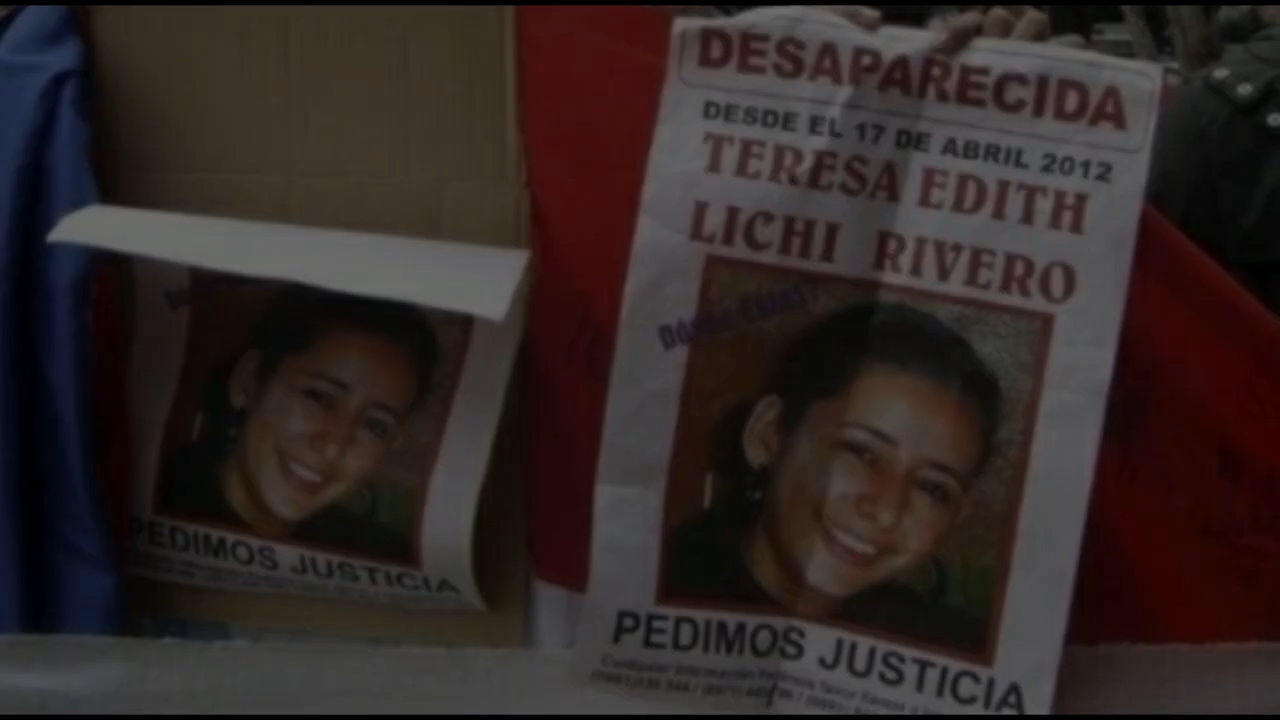 PEDIMOS JUSTICIA
DESAPARECIDA
DESDE EL 17 DE ABRIL 2012
TERESA EDITH
LICHI RIVERO
PEDIMOS JUSTICIA